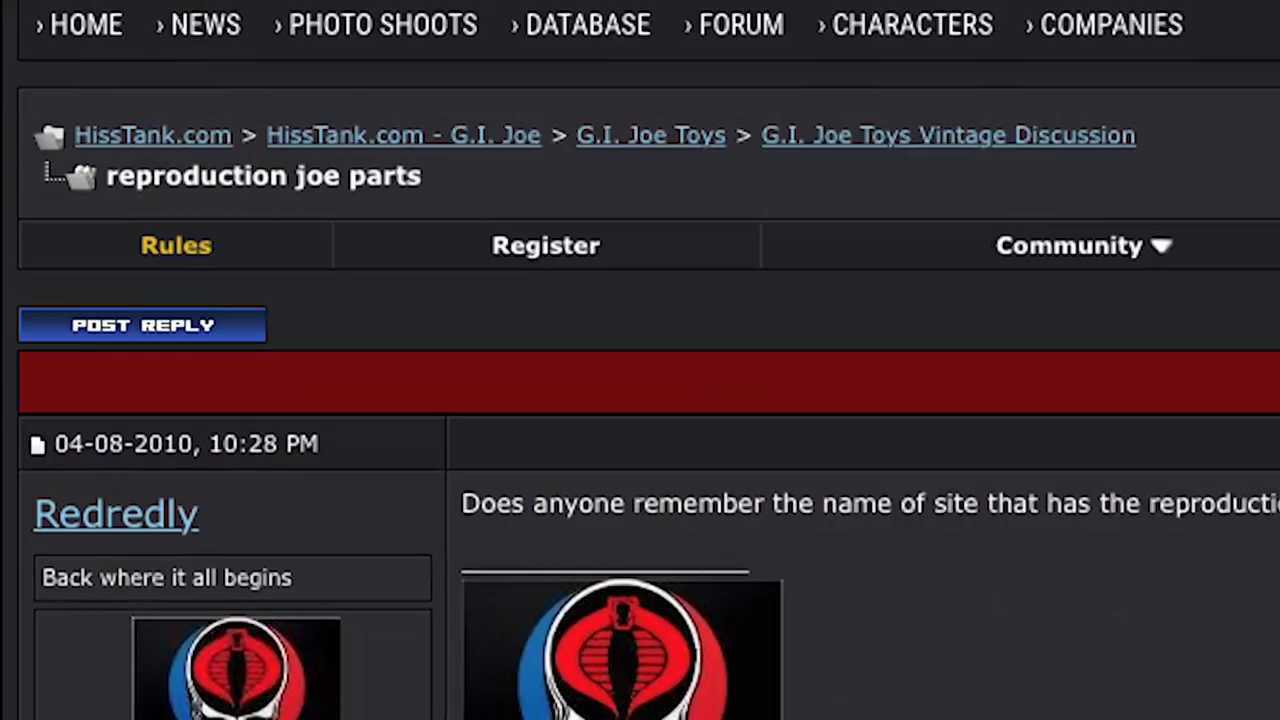 › HOME › NEWS › PHOTO SHOOTS › DATABASE › FORUM › CHARACTERS › COMPANIES
HissTank.com > HissTank.com - G.I. Joe > G.I. Joe Toys > G.I. Joe Toys Vintage Discussion
reproduction joe parts
Rules Register Community
POST REPLY
04-08-2010, 10:28 PM
Redredly
Does anyone remember the name of site that has the reproducti
Back where it all begins